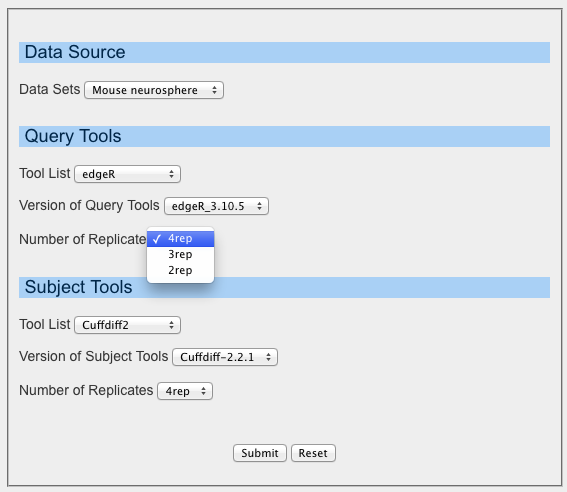 Data Source
Data Sets Mouse neurosphere
Query Tools
Tool List edgeR
Version of Query Tools edgeR_3.10.5
Number of Replicate ✓ 4rep
3rep
2rep
Subject Tools
Tool List Cuffdiff2
Version of Subject Tools Cuffdiff-2.2.1
Number of Replicates 4rep
Submit Reset